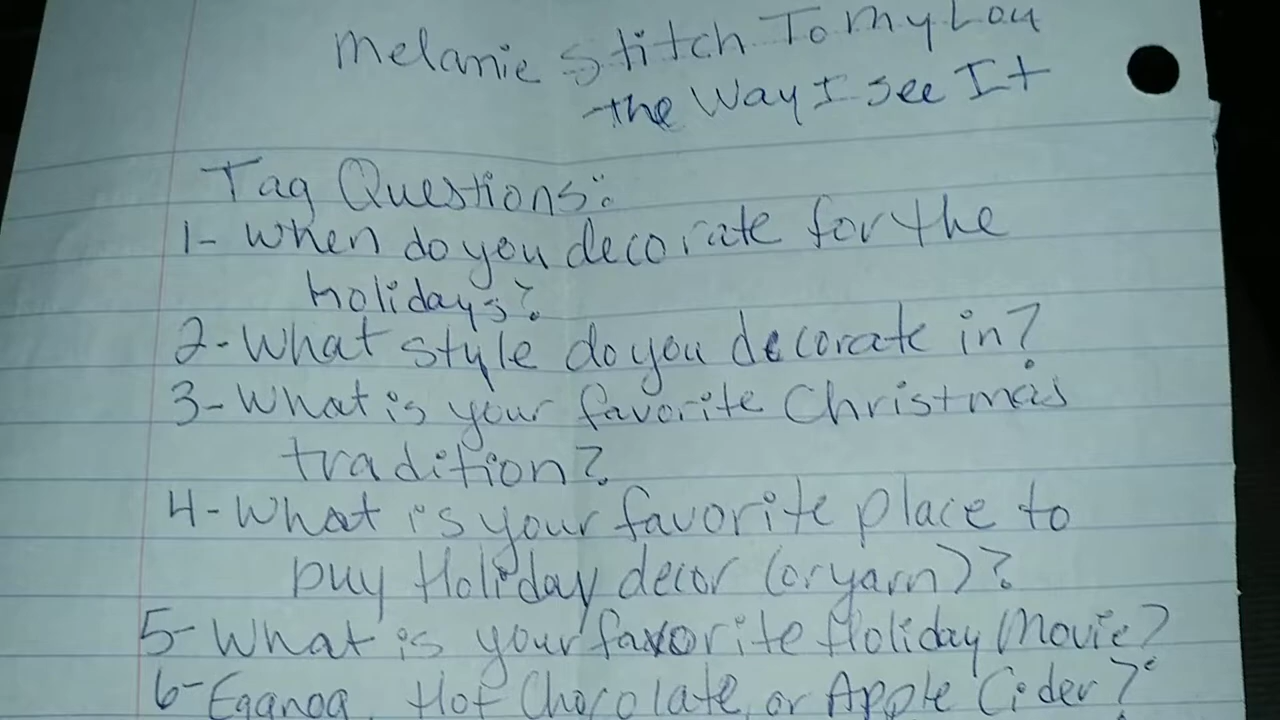 Melanie Stitch To My Lou
the Way I see It
Tag Questions:
1- When do you decorate for the
holidays?
2- What style do you decorate in?
3- What is your favorite Christmas
tradition?
4- What is your favorite place to
buy Holiday decor (or yarn)?
5- What is your favorite Holiday Movie?
6- Eggnog, Hot Chocolate, or Apple Cider?